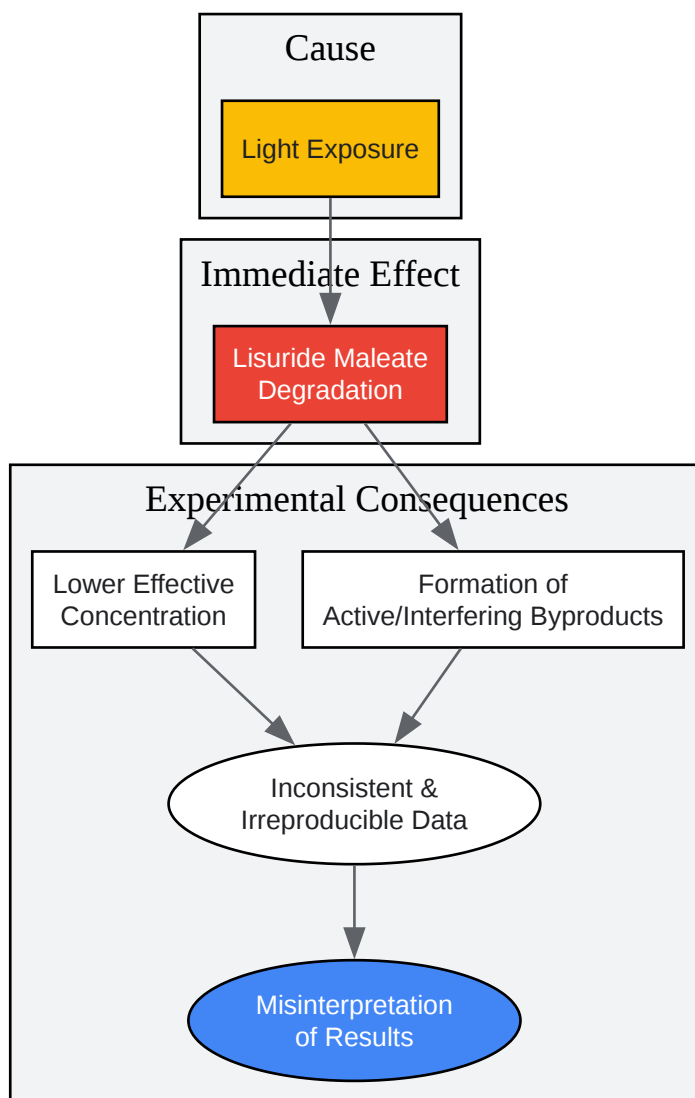 Cause
Light Exposure
Immediate Effect
Lisuride Maleate
Degradation
Experimental Consequences
Lower Effective
Concentration
Formation of
Active/Interfering Byproducts
Inconsistent &
Irreproducible Data
Misinterpretation
of Results